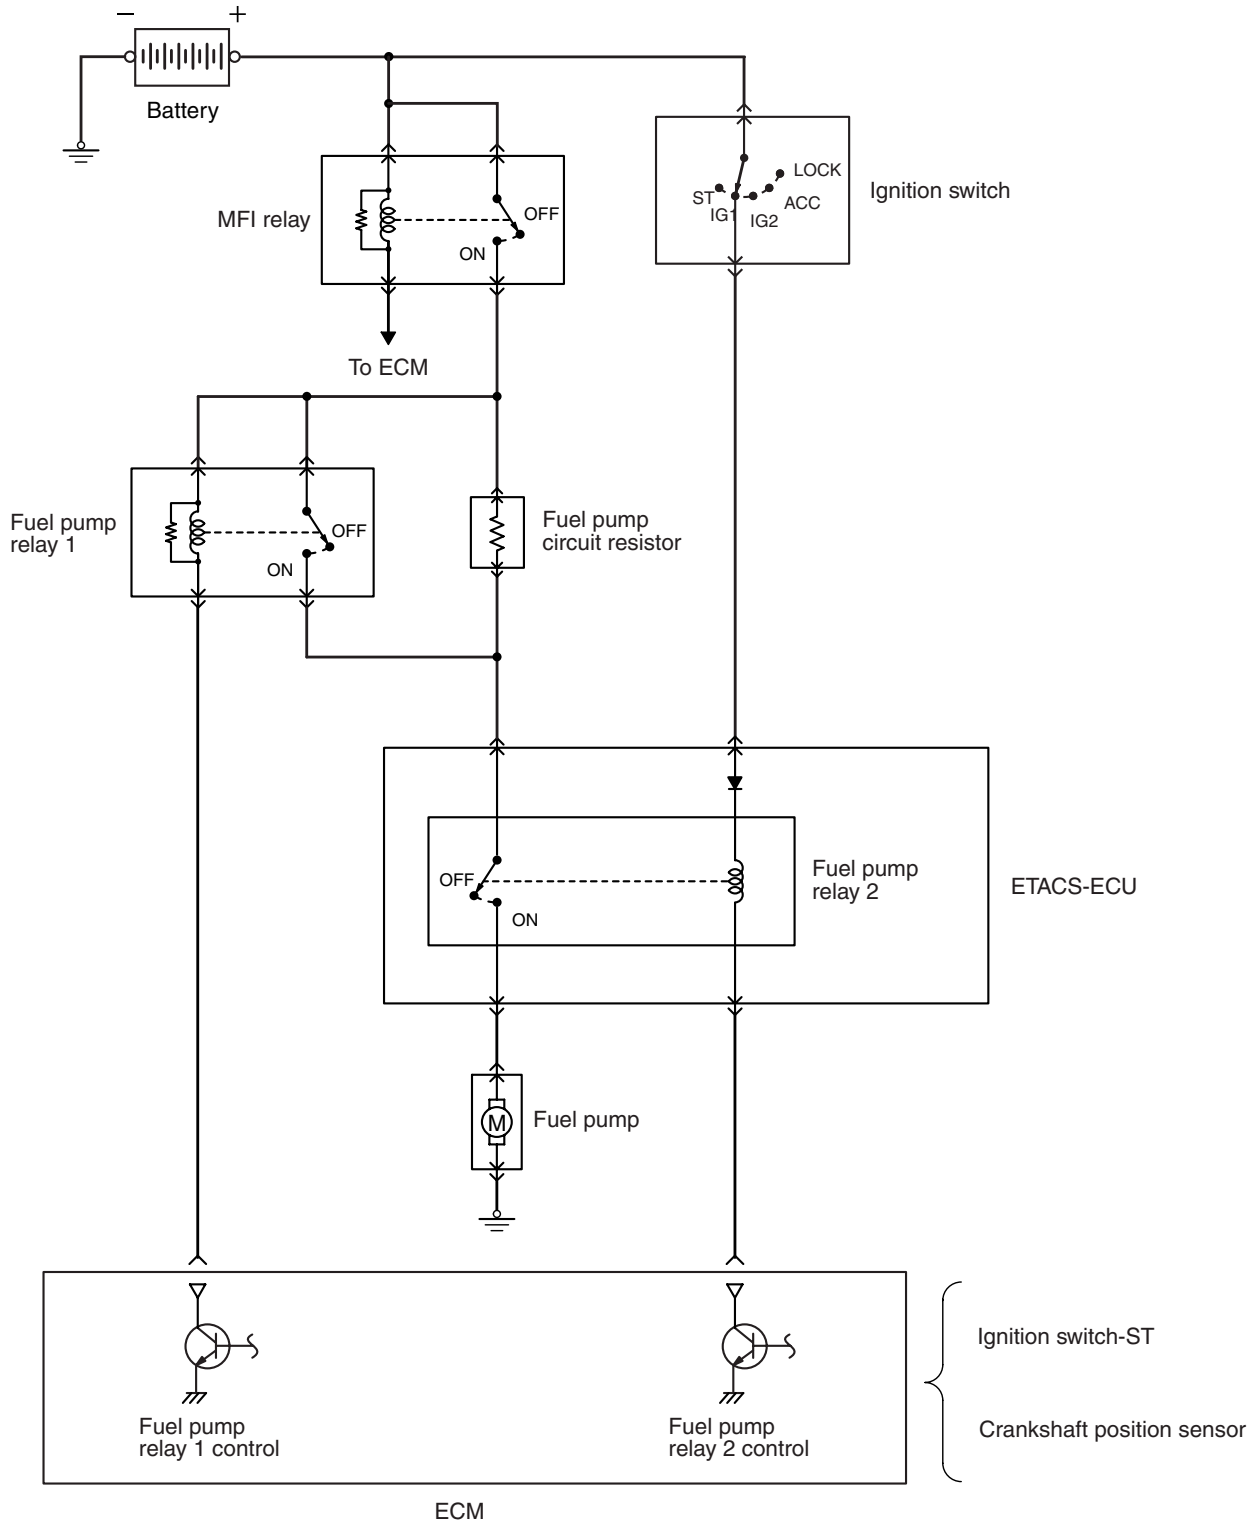 − +
Battery
MFI relay
OFF
ON
To ECM
LOCK
ST
ACC
IG1
IG2
Ignition switch
Fuel pump
relay 1
OFF
ON
Fuel pump
circuit resistor
OFF
ON
Fuel pump
relay 2
ETACS-ECU
M
Fuel pump
Fuel pump
relay 1 control
Fuel pump
relay 2 control
Ignition switch-ST
Crankshaft position sensor
ECM